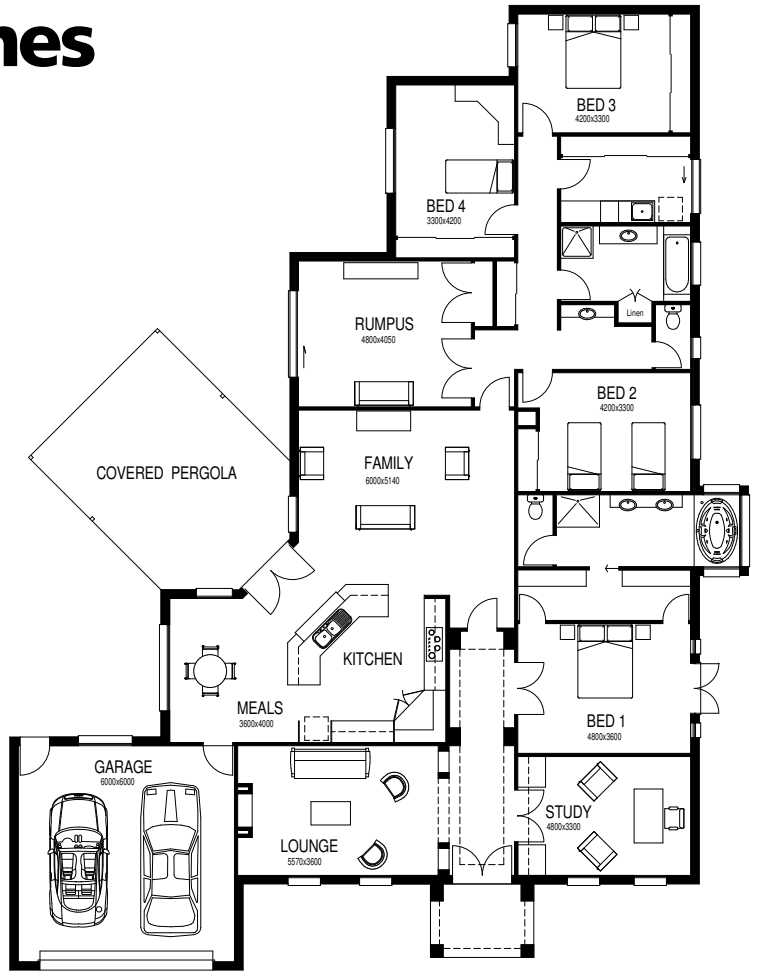 nes
BED 3
4200x3300
BED 4
3300x4200
RUMPUS
4800x4050
Linen
BED 2
4200x3300
FAMILY
6000x5140
COVERED PERGOLA
KITCHEN
MEALS
3600x4000
BED 1
4800x3600
GARAGE
6000x6000
LOUNGE
5570x3600
STUDY
4800x3300